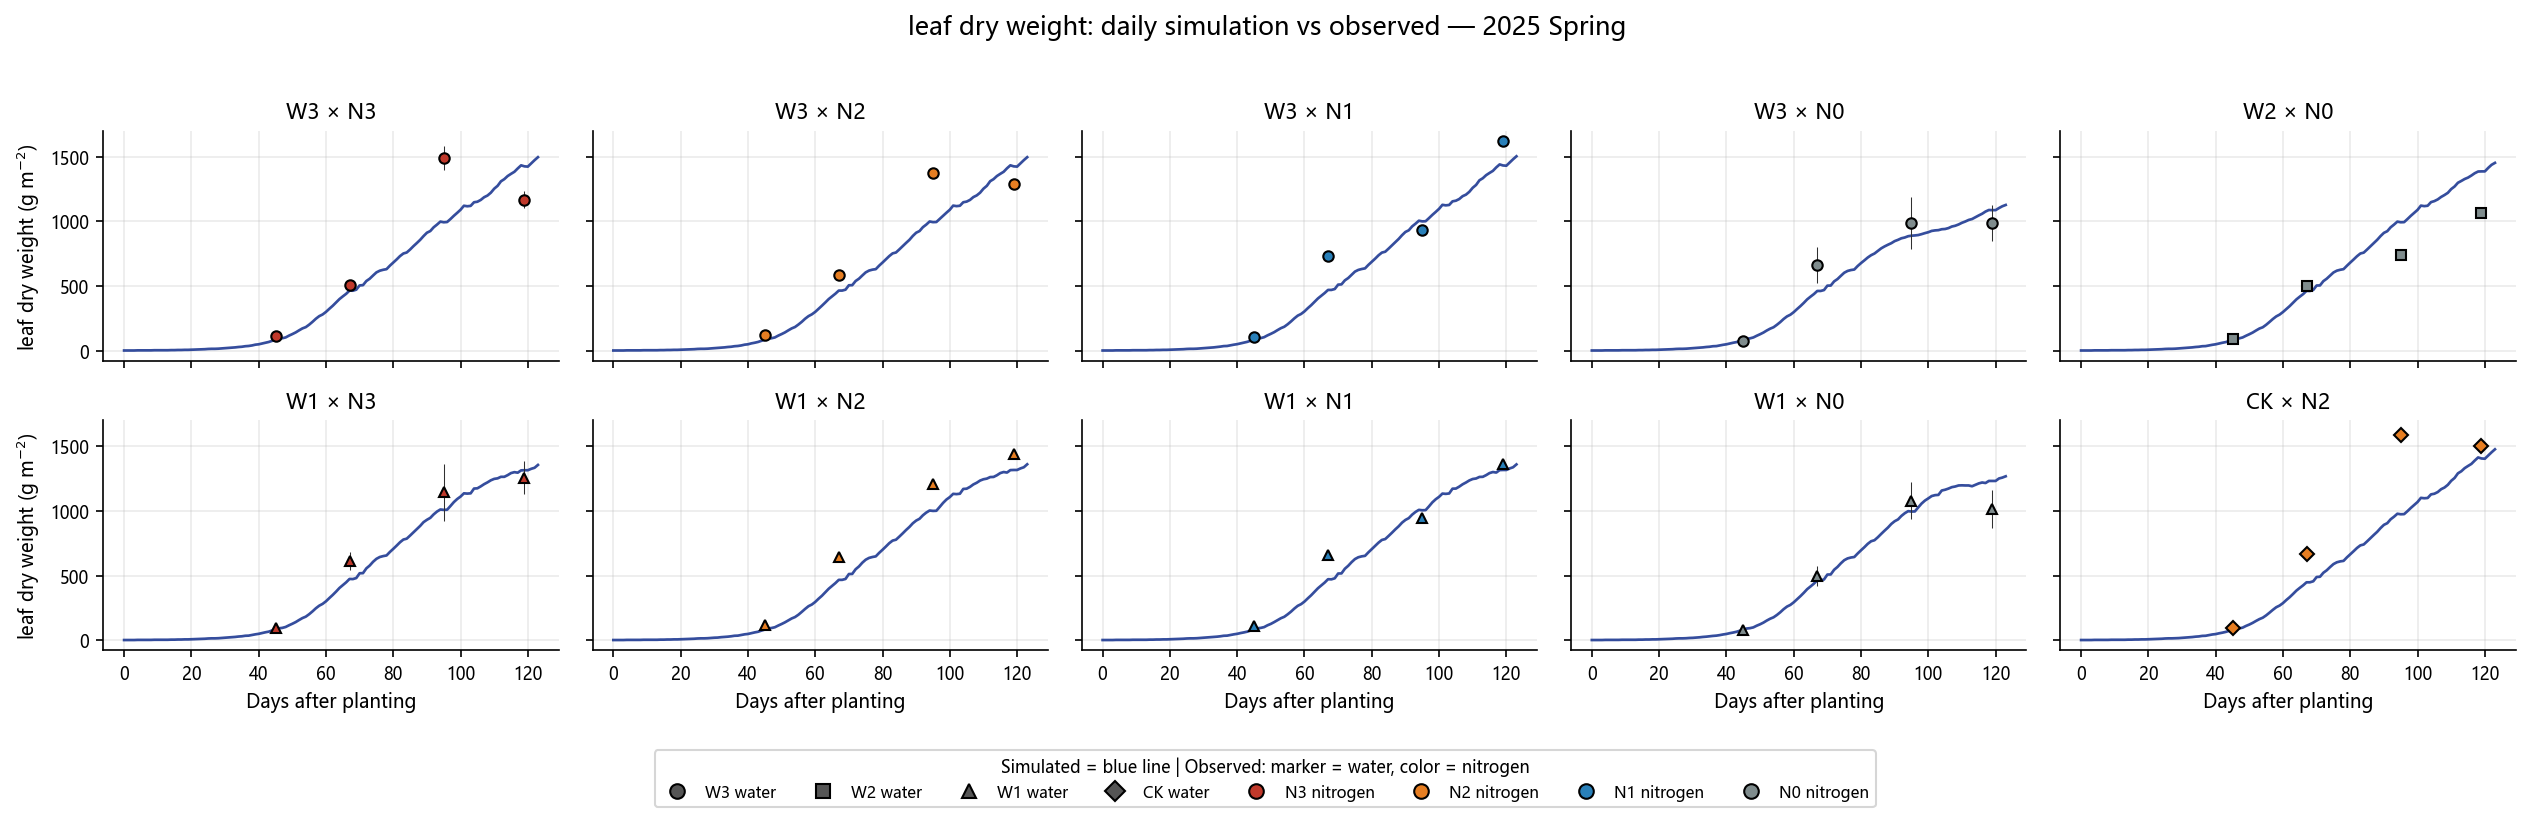 leaf dry weight: daily simulation vs observed — 2025 Spring
W3 × N3
W3 × N2
W3 × N1
W3 × N0
W2 × N0
leaf dry weight (g m⁻²)
1500
1000
500
0
W1 × N3
W1 × N2
W1 × N1
W1 × N0
CK × N2
leaf dry weight (g m⁻²)
1500
1000
500
0
0 20 40 60 80 100 120
0 20 40 60 80 100 120
0 20 40 60 80 100 120
0 20 40 60 80 100 120
0 20 40 60 80 100 120
Days after planting
Days after planting
Days after planting
Days after planting
Days after planting
Simulated = blue line | Observed: marker = water, color = nitrogen
W3 water W2 water W1 water CK water N3 nitrogen N2 nitrogen N1 nitrogen N0 nitrogen